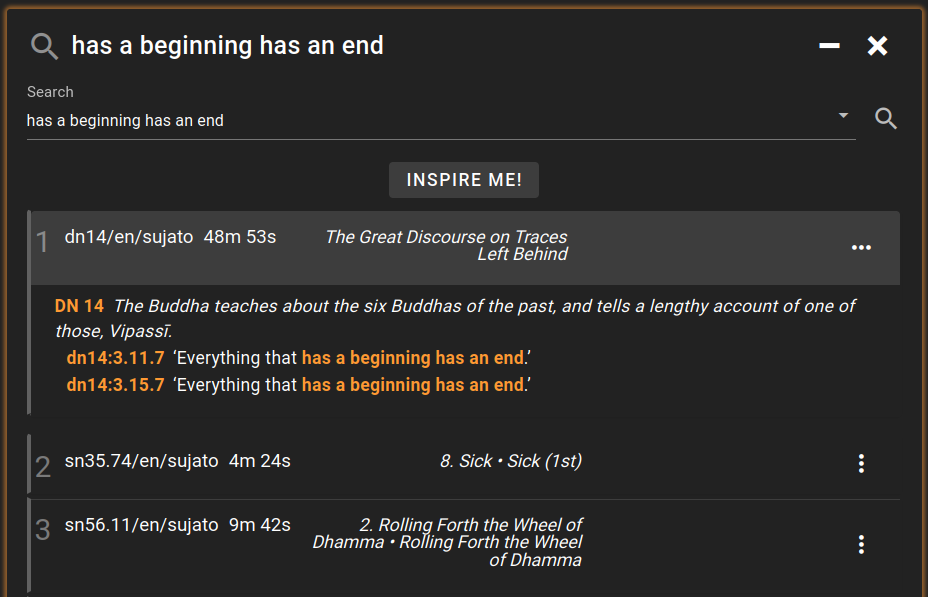 has a beginning has an end
Search
has a beginning has an end
INSPIRE ME!
1 dn14/en/sujato 48m 53s The Great Discourse on Traces
Left Behind
DN 14 The Buddha teaches about the six Buddhas of the past, and tells a lengthy account of one of
those, Vipassī.
dn14:3.11.7 ‘Everything that has a beginning has an end.’
dn14:3.15.7 ‘Everything that has a beginning has an end.’
2 sn35.74/en/sujato 4m 24s 8. Sick • Sick (1st)
3 sn56.11/en/sujato 9m 42s 2. Rolling Forth the Wheel of
Dhamma • Rolling Forth the Wheel
of Dhamma